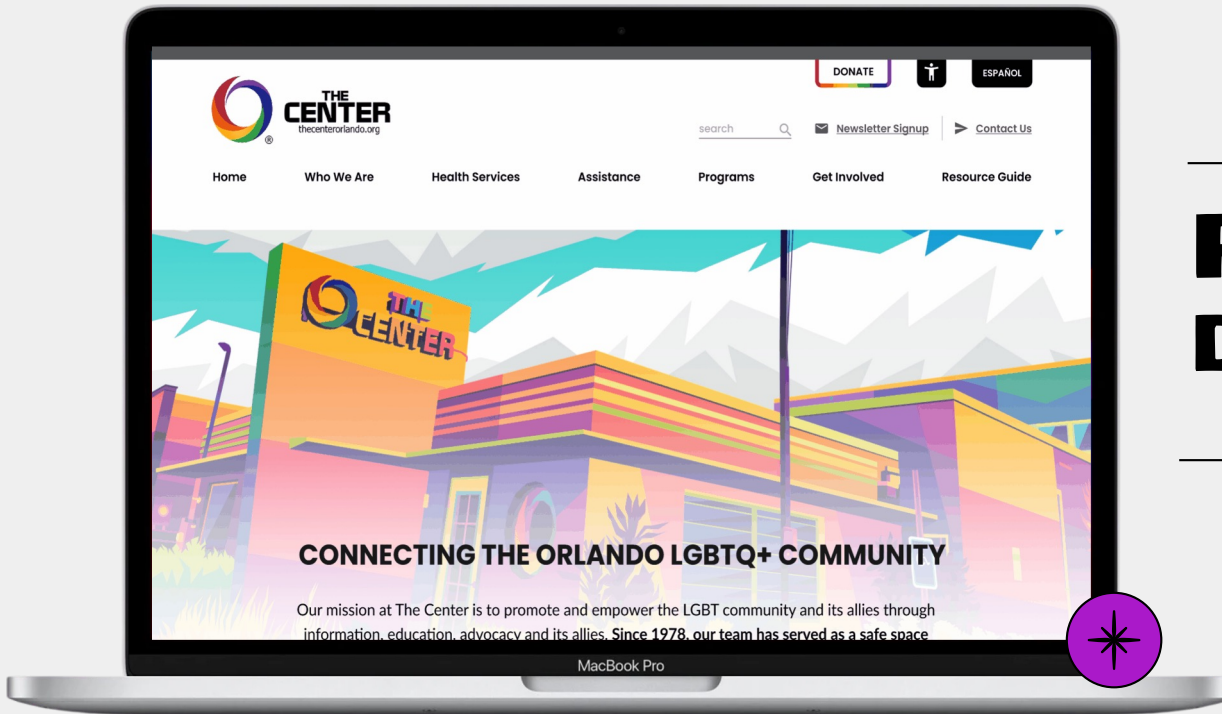 DONATE
ESPAÑOL
THE
CENTER
thecenterorlando.org
®
search
Newsletter Signup
Contact Us
Home
Who We Are
Health Services
Assistance
Programs
Get Involved
Resource Guide
THE
CENTER
CONNECTING THE ORLANDO LGBTQ+ COMMUNITY
Our mission at The Center is to promote and empower the LGBT community and its allies through
information, education, advocacy and its allies. Since 1978, our team has served as a safe space
MacBook Pro